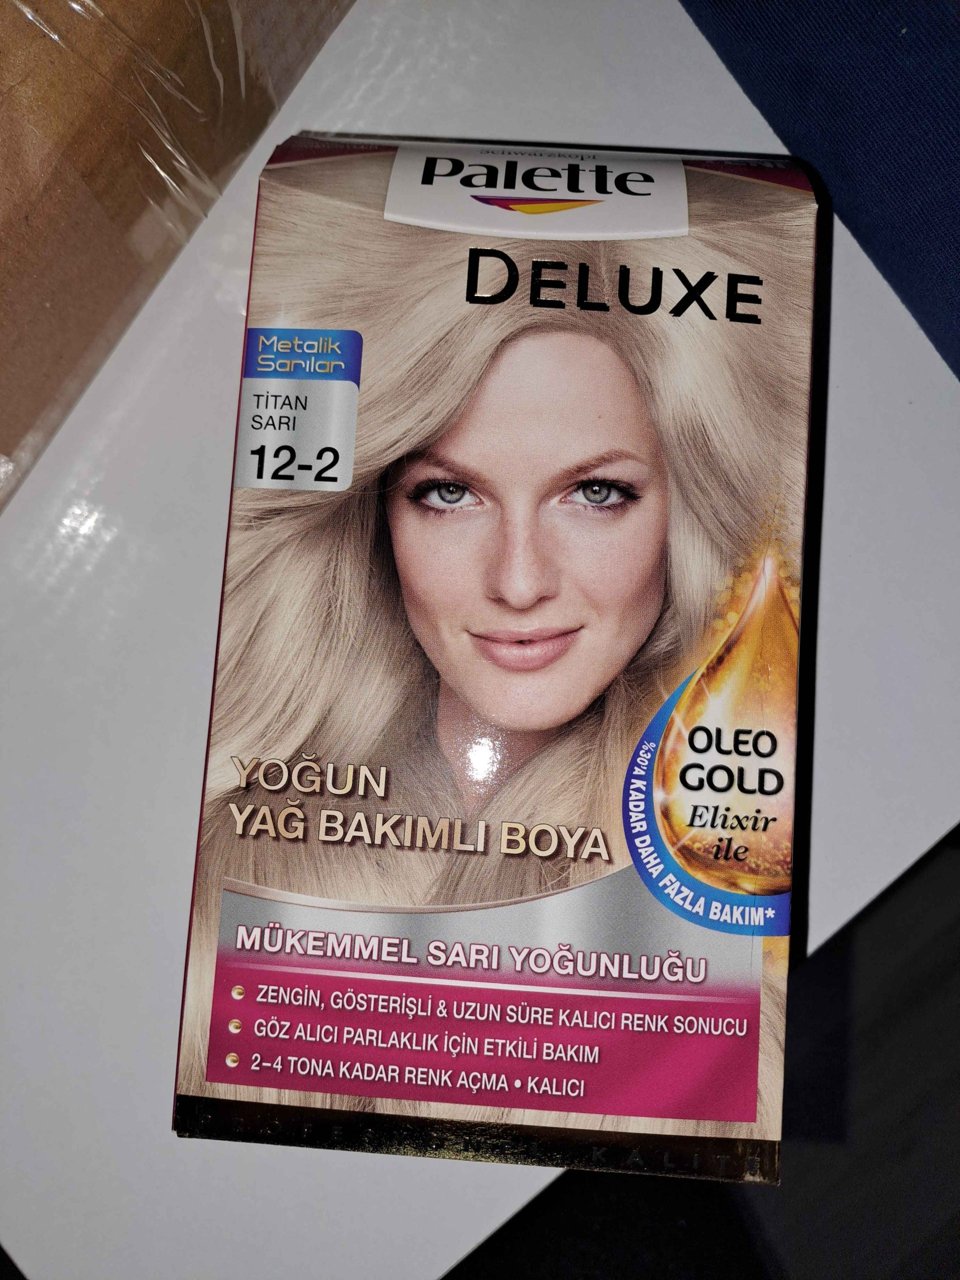 Schwarzkopf
Palette
DELUXE
Metalik
Sarılar
TİTAN
SARI
12-2
OLEO
GOLD
Elixir
ile
%30'A KADAR DAHA FAZLA BAKIM*
YOĞUN
YAĞ BAKIMLI BOYA
MÜKEMMEL SARI YOĞUNLUĞU
ZENGİN, GÖSTERİŞLİ & UZUN SÜRE KALICI RENK SONUCU
GÖZ ALICI PARLAKLIK İÇİN ETKİLİ BAKIM
2–4 TONA KADAR RENK AÇMA • KALICI
KALİTE